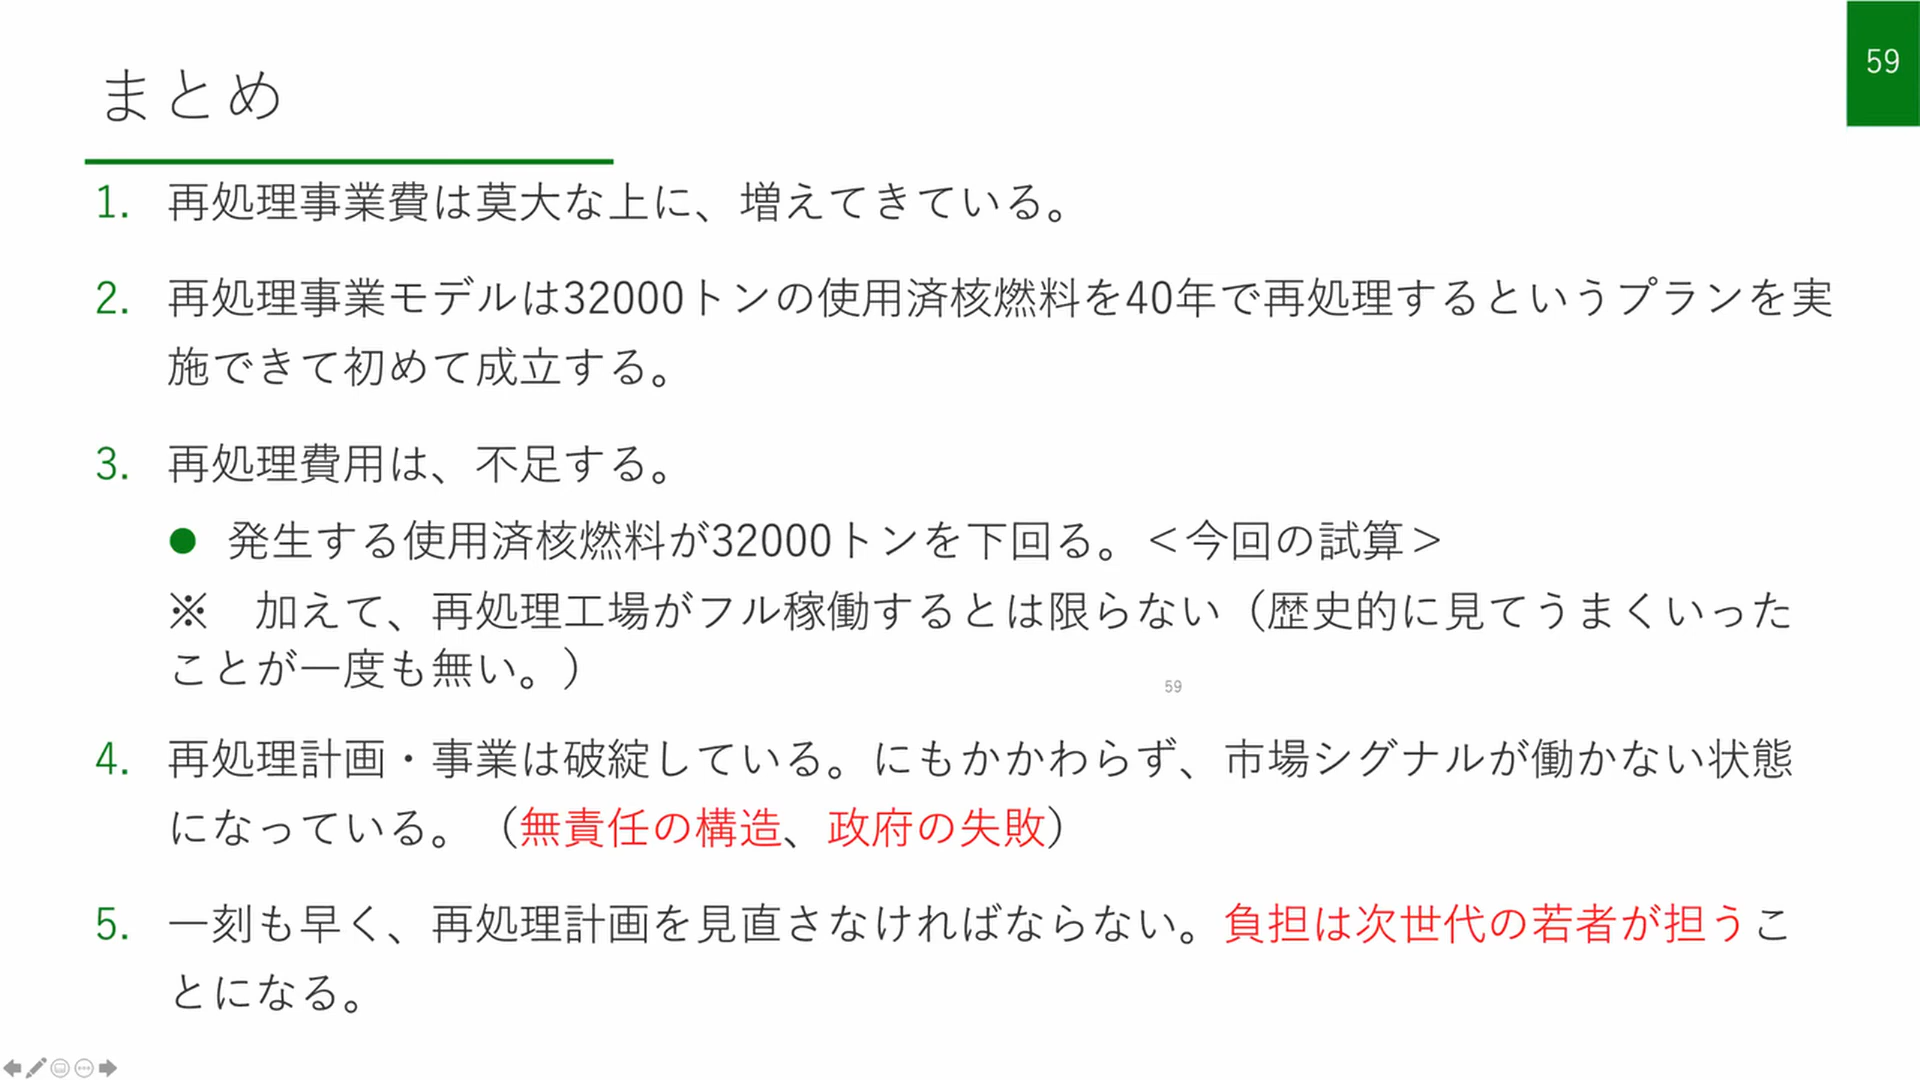 59
まとめ
1. 再処理事業費は莫大な上に、増えてきている。
2. 再処理事業モデルは32000トンの使用済核燃料を40年で再処理するというプランを実
施できて初めて成立する。
3. 再処理費用は、不足する。
● 発生する使用済核燃料が32000トンを下回る。＜今回の試算＞
※　加えて、再処理工場がフル稼働するとは限らない（歴史的に見てうまくいった
ことが一度も無い。）
59
4. 再処理計画・事業は破綻している。にもかかわらず、市場シグナルが働かない状態
になっている。（無責任の構造、政府の失敗）
5. 一刻も早く、再処理計画を見直さなければならない。負担は次世代の若者が担うこ
とになる。